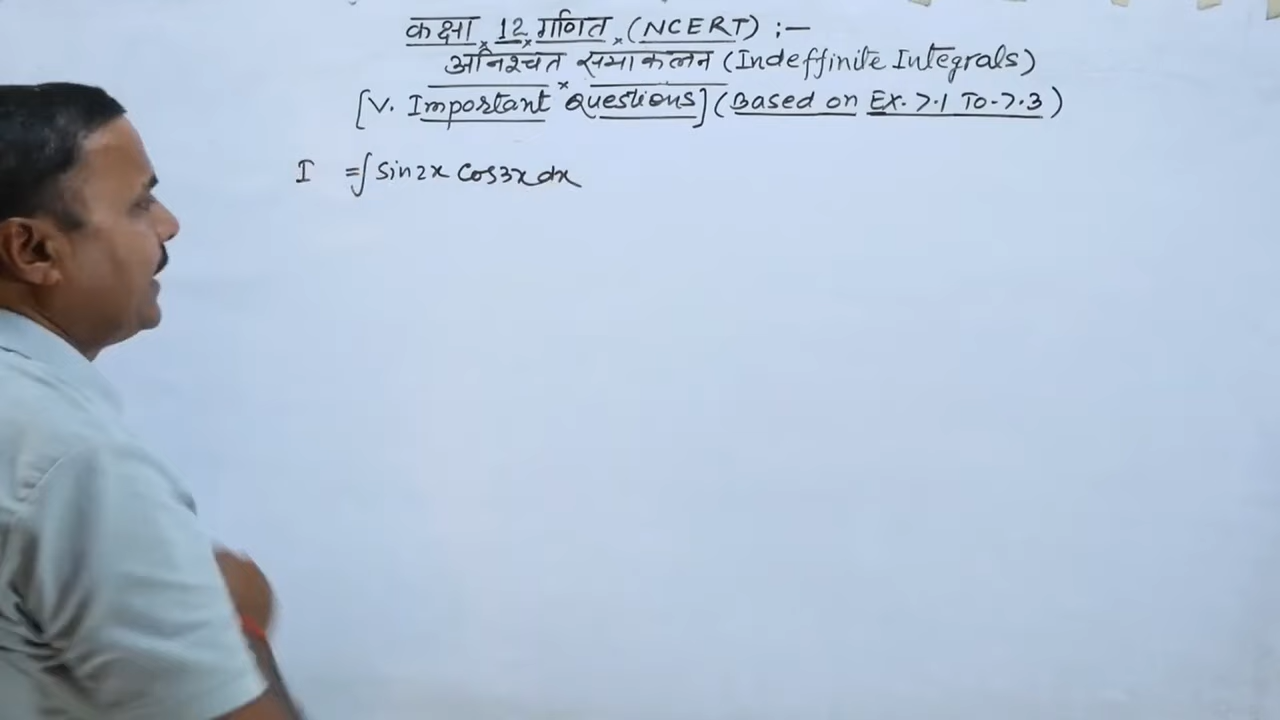 कक्षा 12 गणित (NCERT) :—
अनिश्चत समाकलन (Indeffinite Integrals)
[V. Important Questions] (Based on Ex. 7.1 To 7.3)
I = ∫ Sin2x Cos3x dx